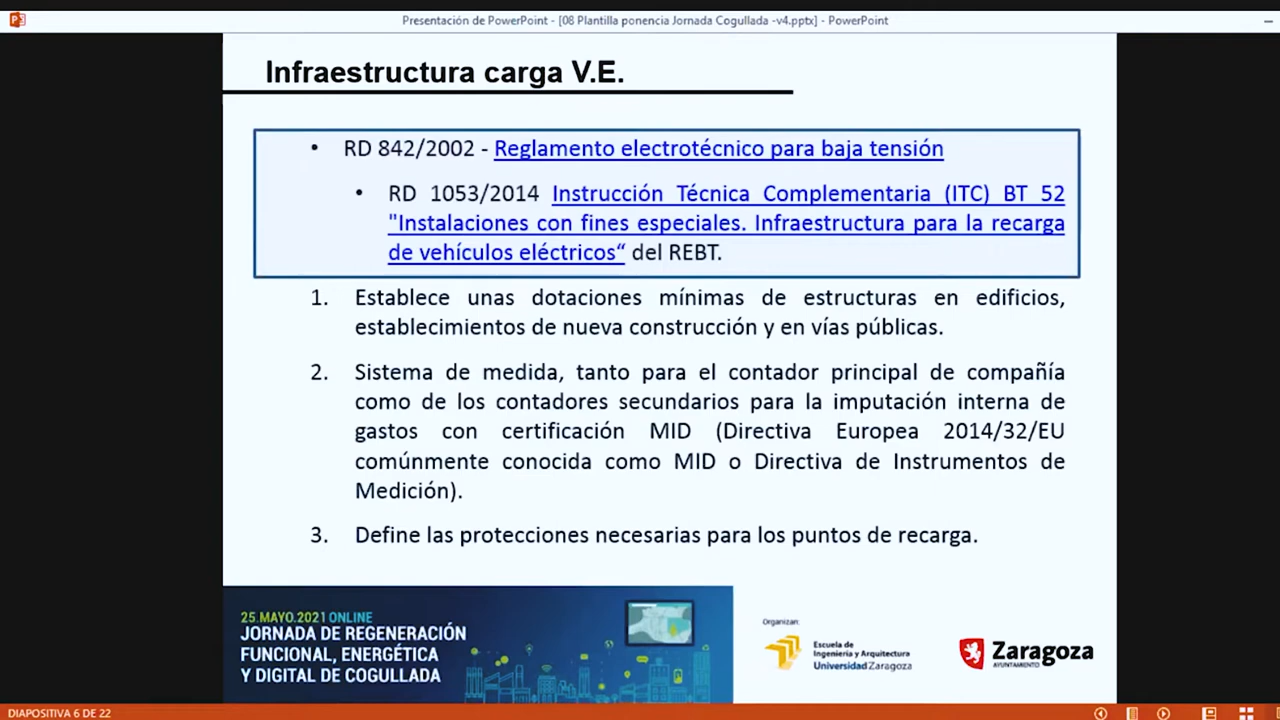 Presentación de PowerPoint - [08 Plantilla ponencia Jornada Cogullada -v4.pptx] - PowerPoint
Infraestructura carga V.E.
• RD 842/2002 - Reglamento electrotécnico para baja tensión
• RD 1053/2014 Instrucción Técnica Complementaria (ITC) BT 52
"Instalaciones con fines especiales. Infraestructura para la recarga
de vehículos eléctricos“ del REBT.
1. Establece unas dotaciones mínimas de estructuras en edificios,
establecimientos de nueva construcción y en vías públicas.
2. Sistema de medida, tanto para el contador principal de compañía
como de los contadores secundarios para la imputación interna de
gastos con certificación MID (Directiva Europea 2014/32/EU
comúnmente conocida como MID o Directiva de Instrumentos de
Medición).
3. Define las protecciones necesarias para los puntos de recarga.
25.MAYO.2021 ONLINE
JORNADA DE REGENERACIÓN
FUNCIONAL, ENERGÉTICA
Y DIGITAL DE COGULLADA
Organizan:
Escuela de
Ingeniería y Arquitectura
Universidad Zaragoza
Zaragoza
AYUNTAMIENTO
DIAPOSITIVA 6 DE 22